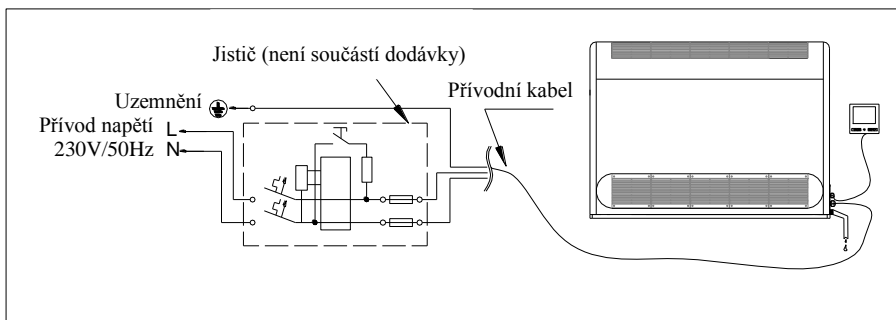 Jistič (není součástí dodávky)
Přívodní kabel
Uzemnění
Přívod napětí L
230V/50Hz N